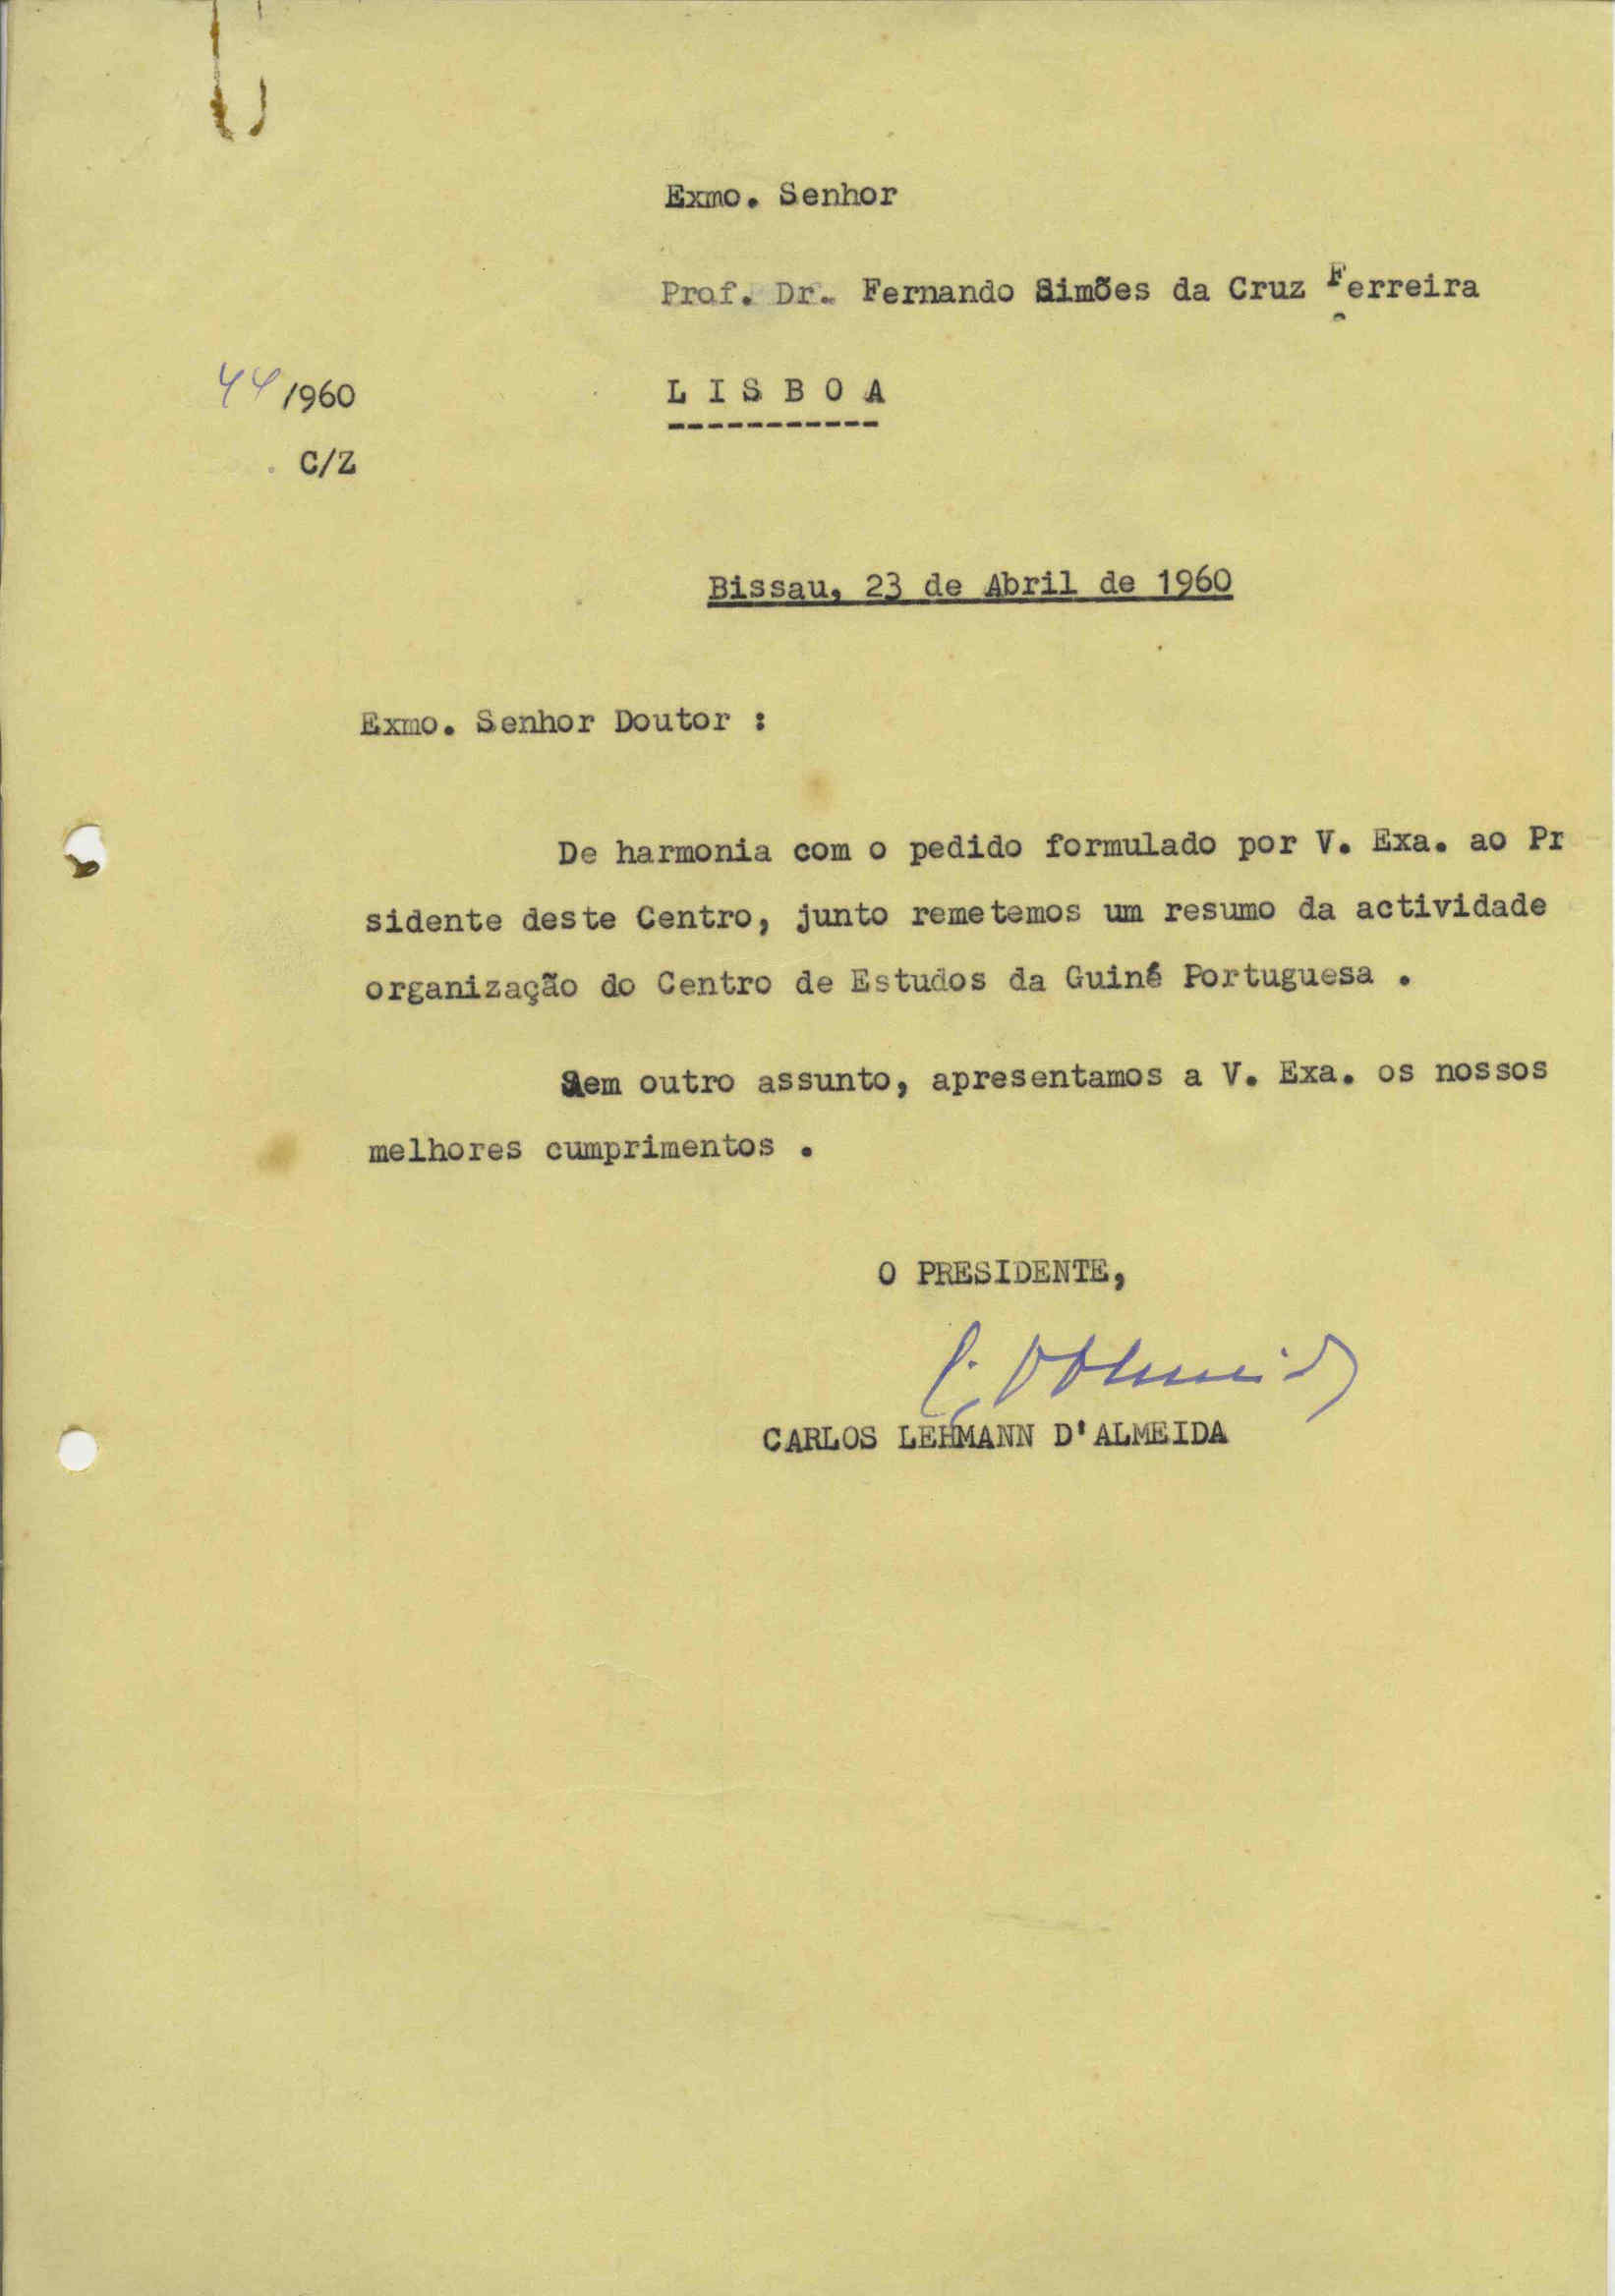 Exmo. Senhor
Prof. Dr. Fernando Simões da Cruz Ferreira
44/1960
L I S B O A
C/Z
Bissau, 23 de Abril de 1960
Exmo. Senhor Doutor :
De harmonia com o pedido formulado por V. Exa. ao Pr
sidente deste Centro, junto remetemos um resumo da actividade
organização do Centro de Estudos da Guiné Portuguesa .
Sem outro assunto, apresentamos a V. Exa. os nossos
melhores cumprimentos .
O PRESIDENTE,
CARLOS LEHMANN D'ALMEIDA